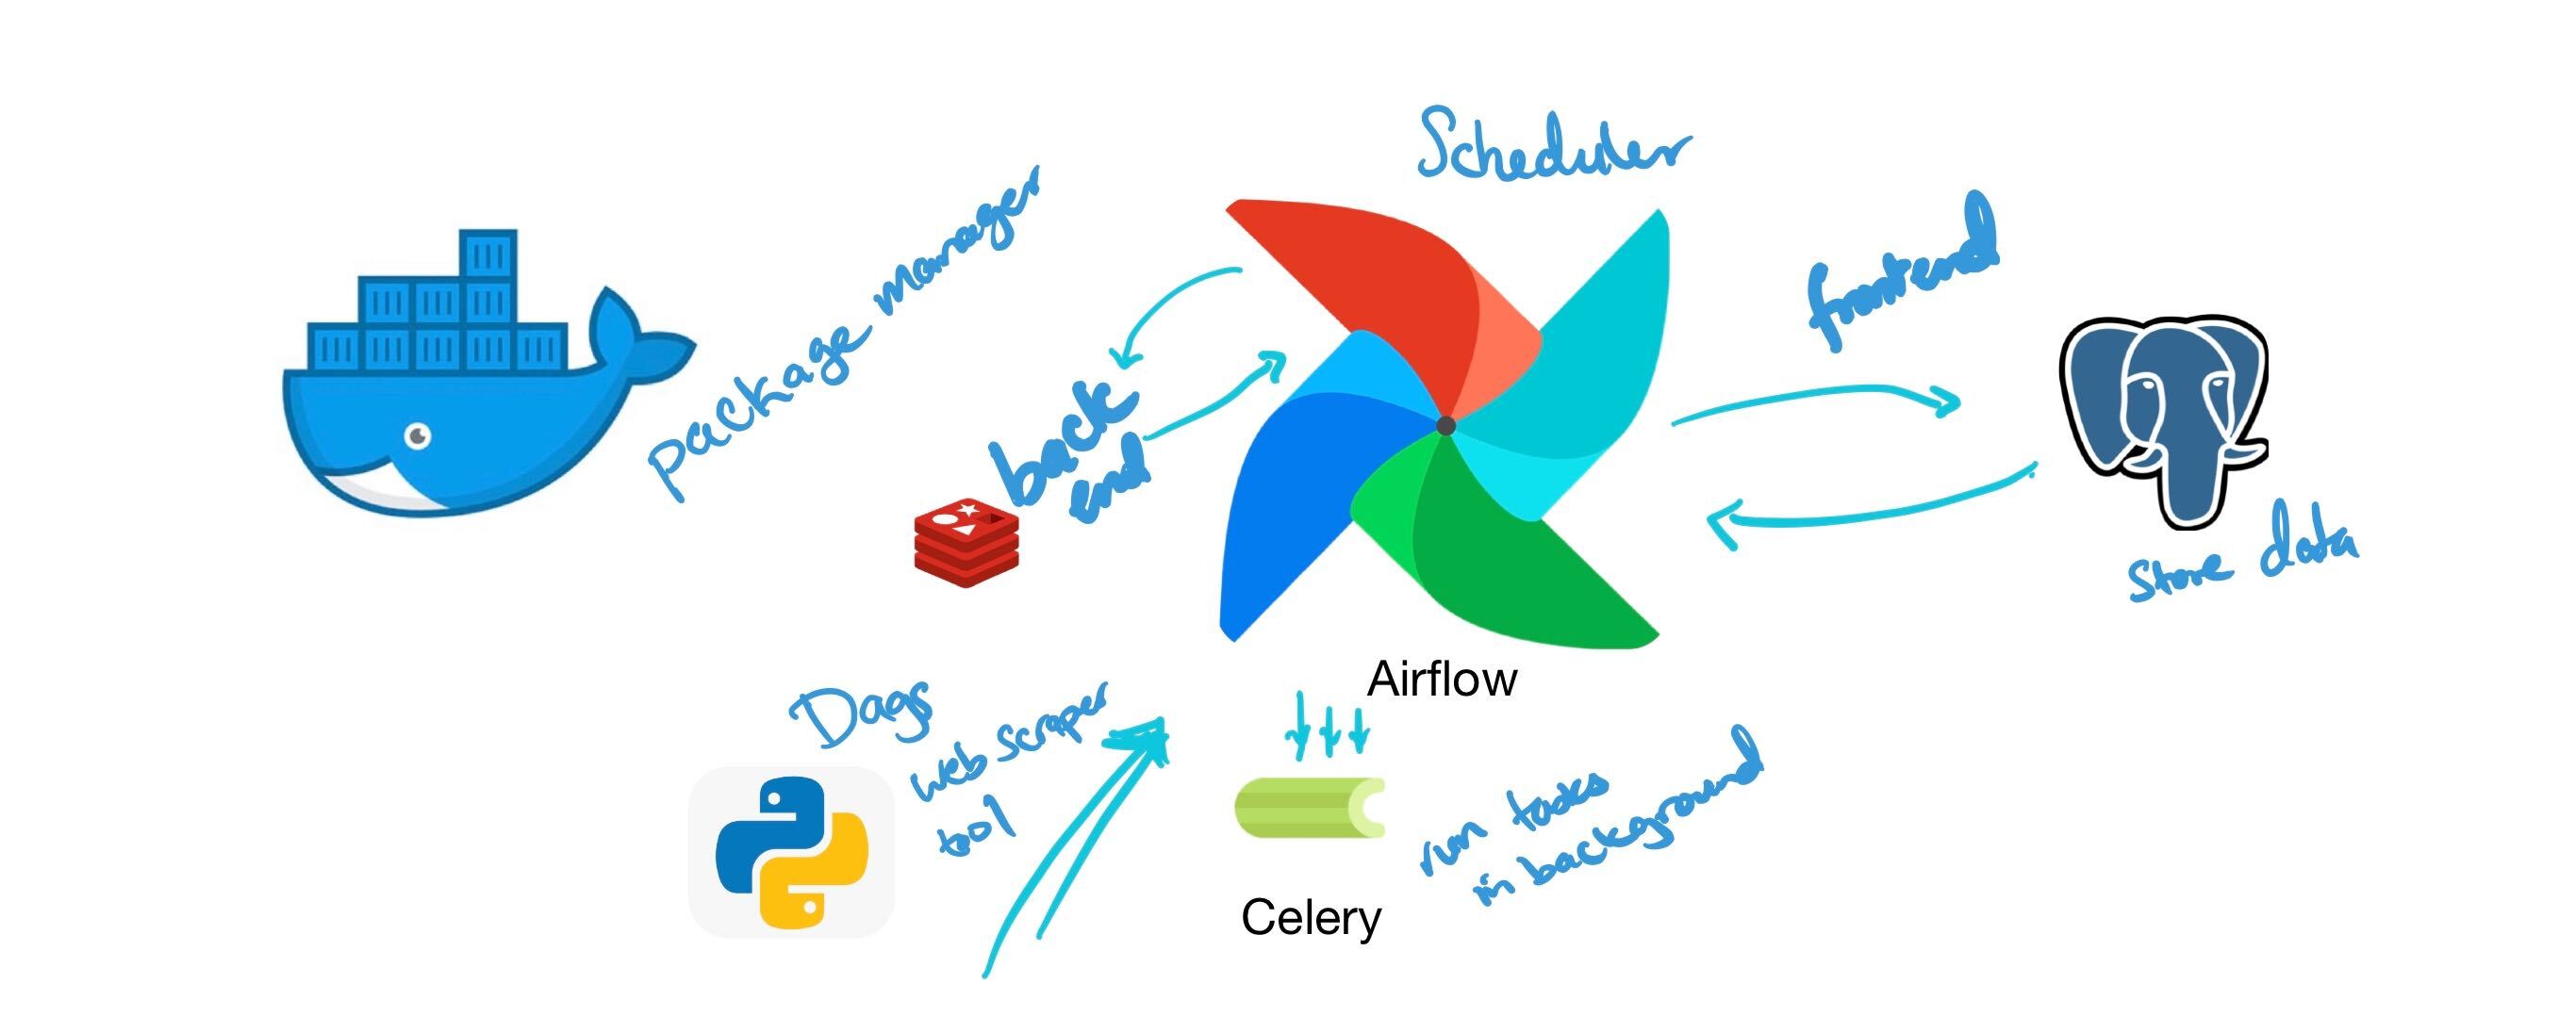 Scheduler
package manager
frontend
back
end
store data
Airflow
Dags
web scraper
tool
run tasks
in background
Celery